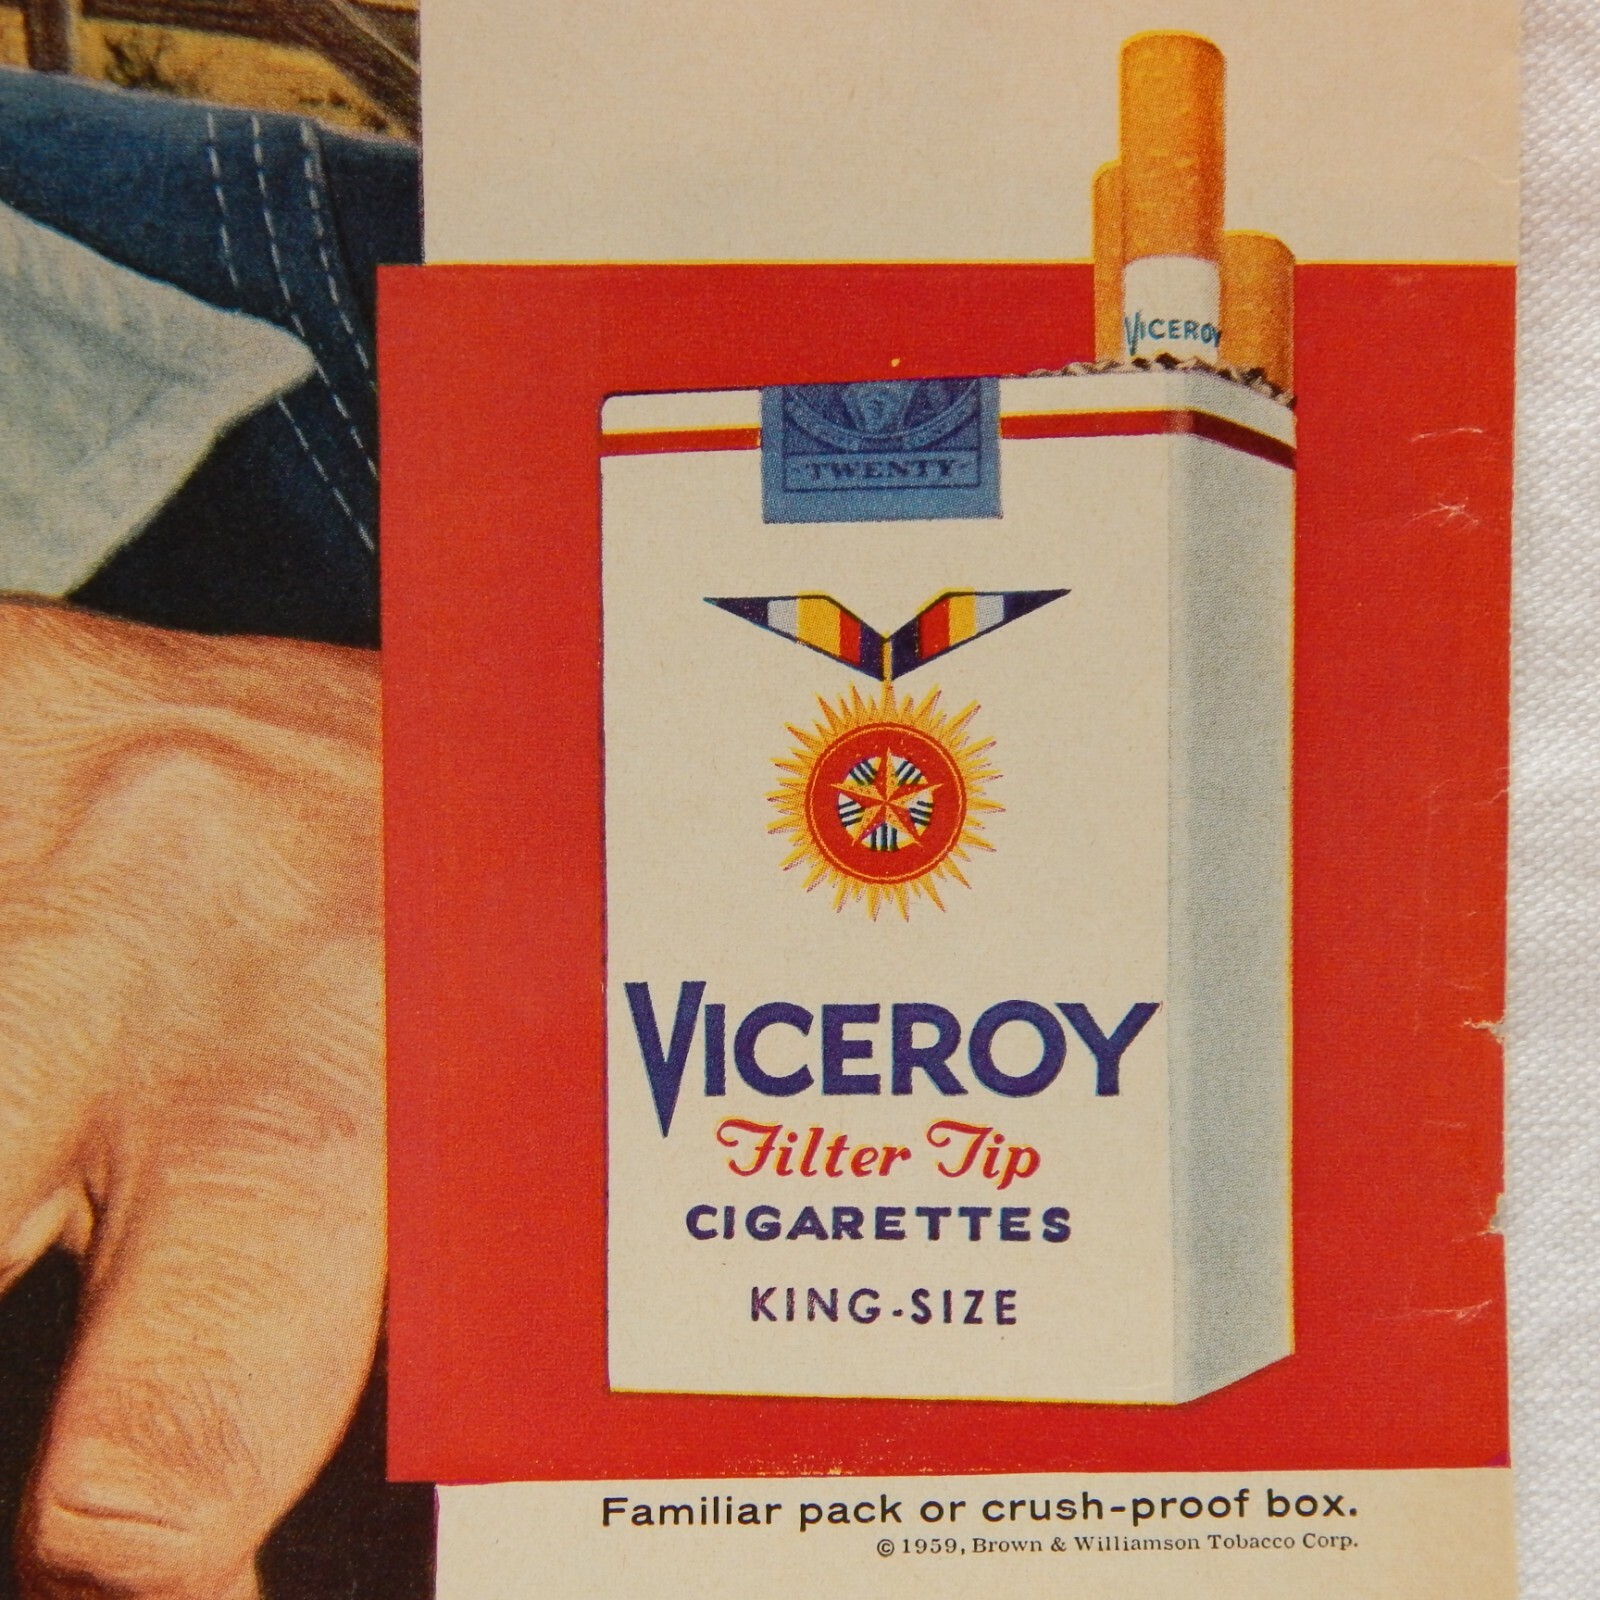 VICEROY
TWENTY
VICEROY
Filter Tip
CIGARETTES
KING-SIZE
Familiar pack or crush-proof box.
© 1959, Brown & Williamson Tobacco Corp.